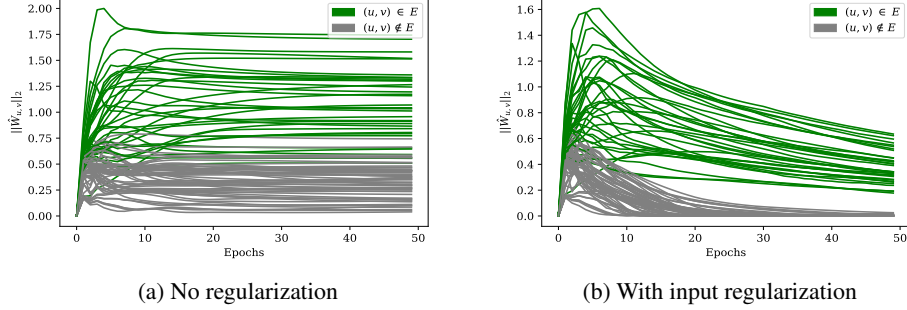 2.00
1.75
1.50
1.25
1.00
0.75
0.50
0.25
0.00
||Ŵu,v||2
0 10 20 30 40 50
Epochs
(u, v) ∈ E
(u, v) ∉ E
(a) No regularization
1.6
1.4
1.2
1.0
0.8
0.6
0.4
0.2
0.0
||Ŵu,v||2
0 10 20 30 40 50
Epochs
(u, v) ∈ E
(u, v) ∉ E
(b) With input regularization